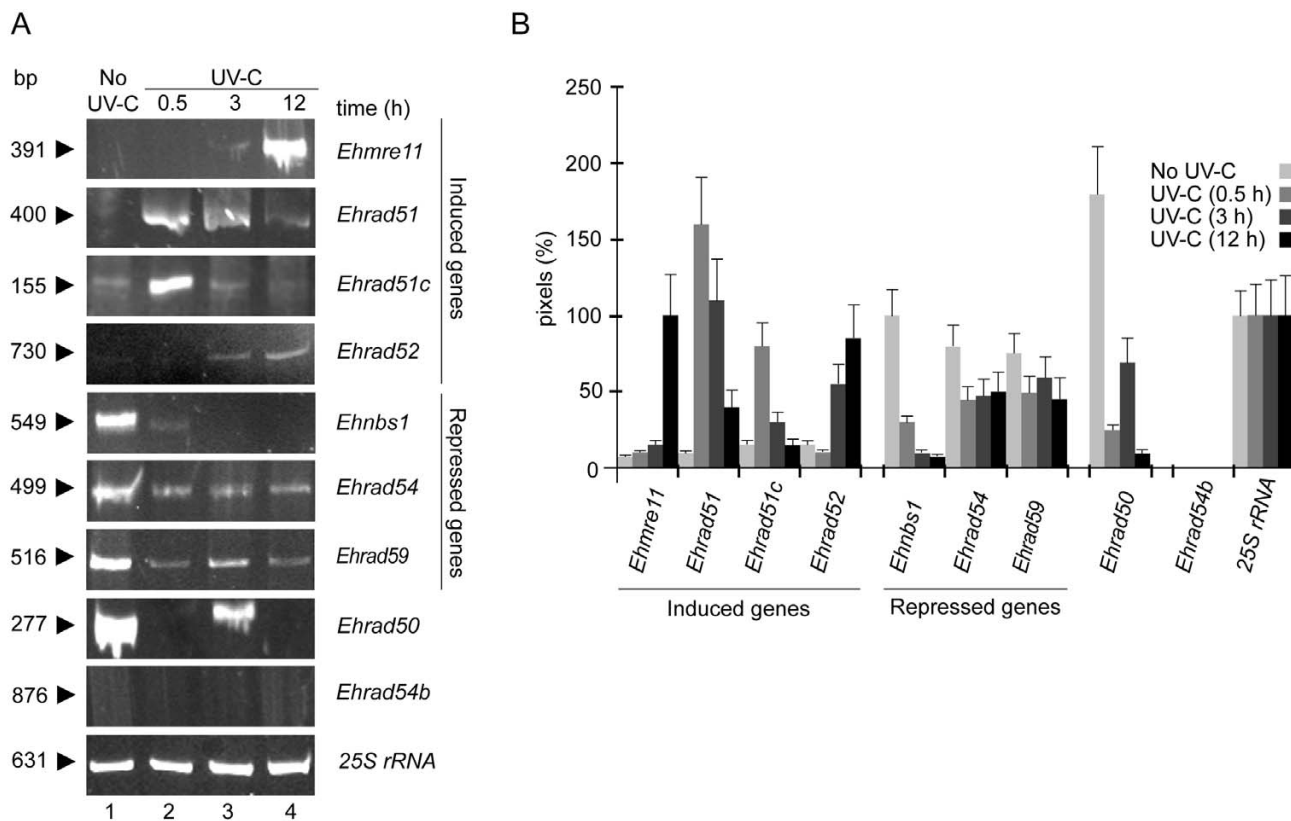 A
bp No UV-C UV-C
0.5 3 12 time (h)
391 Ehmre11
400 Ehrad51
155 Ehrad51c
730 Ehrad52
Induced genes
549 Ehnbs1
499 Ehrad54
516 Ehrad59
Repressed genes
277 Ehrad50
876 Ehrad54b
631 25S rRNA
1 2 3 4
B
250
200
150
100
50
0
pixels (%)
No UV-C
UV-C (0.5 h)
UV-C (3 h)
UV-C (12 h)
Ehmre11
Ehrad51
Ehrad51c
Ehrad52
Ehnbs1
Ehrad54
Ehrad59
Ehrad50
Ehrad54b
25S rRNA
Induced genes
Repressed genes